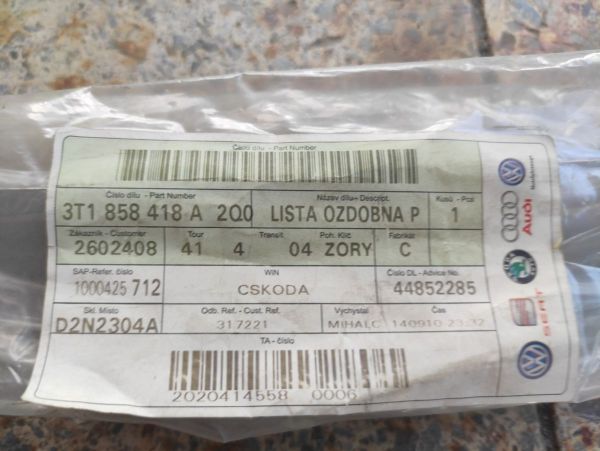 Číslo dílu - Part Number
Číslo dílu - Part Number Název dílu - Descript. Kusů - Pcs
3T1 858 418 A 2Q0 LISTA OZDOBNA P 1
Zákazník - Customer Tour Transit Poh. Klíč Fabrikát
2602408 41 4 04 ZORY C
SAP-Refer. číslo WIN Číslo DL - Advice No.
1000425 712 CSKODA 44852285
Skl. Místo Odb. Ref. - Cust. Ref. Vychystal Čas
D2N2304A 317221 MIHALC 140910 23:32
TA - číslo
2020414558 0006
Audi
SEAT